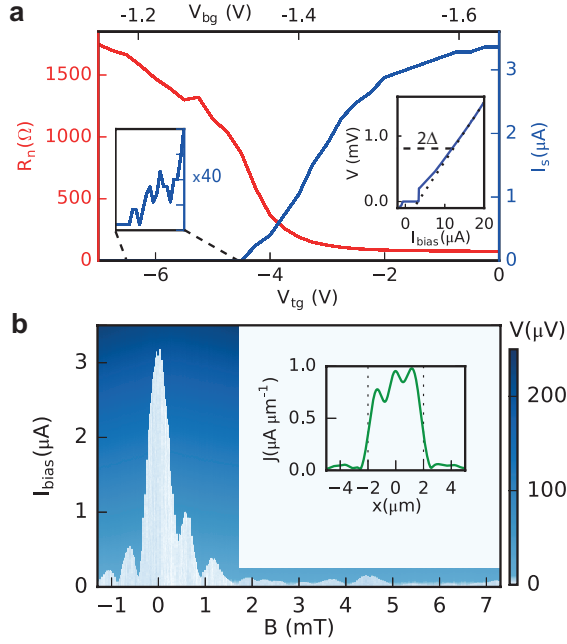 a
V_bg (V)
-1.2 -1.4 -1.6
R_n(Ω)
1500
1000
500
0
x40
V (mV)
1.0
0.0
2Δ
0 10 20
I_bias(μA)
3
2
1
0
I_s(μA)
-6 -4 -2 0
V_tg (V)
b
V(μV)
I_bias(μA)
3
2
1
0
J(μA μm⁻¹)
1.0
0.5
0.0
-4 -2 0 2 4
x(μm)
200
100
0
-1 0 1 2 3 4 5 6 7
B (mT)